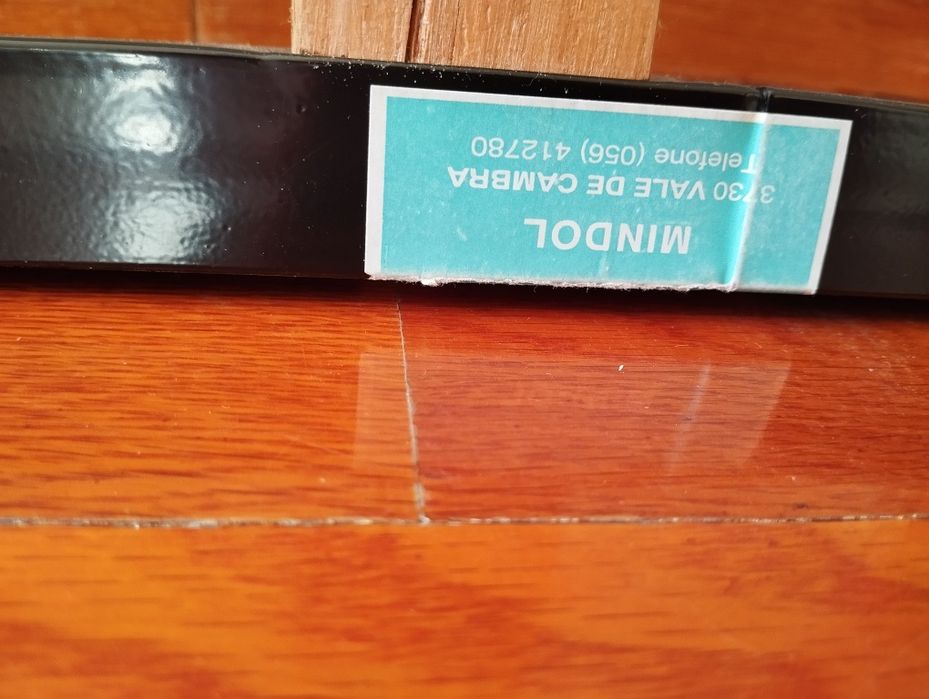 MINDOL
3730 VALE DE CAMBRA
Telefone (056) 412780